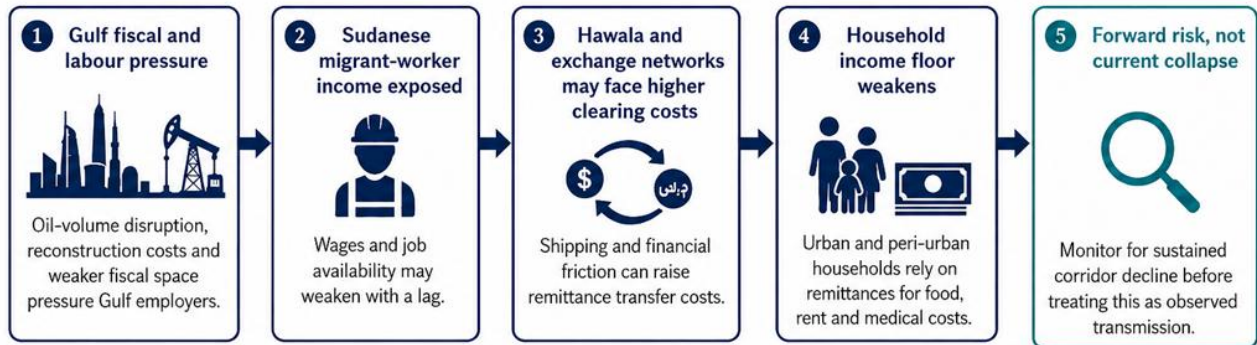 1 Gulf fiscal and
labour pressure
Oil-volume disruption,
reconstruction costs and
weaker fiscal space
pressure Gulf employers.
2 Sudanese
migrant-worker
income exposed
Wages and job
availability may
weaken with a lag.
3 Hawala and
exchange networks
may face higher
clearing costs
$
Shipping and financial
friction can raise
remittance transfer costs.
4 Household
income floor
weakens
Urban and peri-urban
households rely on
remittances for food,
rent and medical costs.
5 Forward risk, not
current collapse
Monitor for sustained
corridor decline before
treating this as observed
transmission.